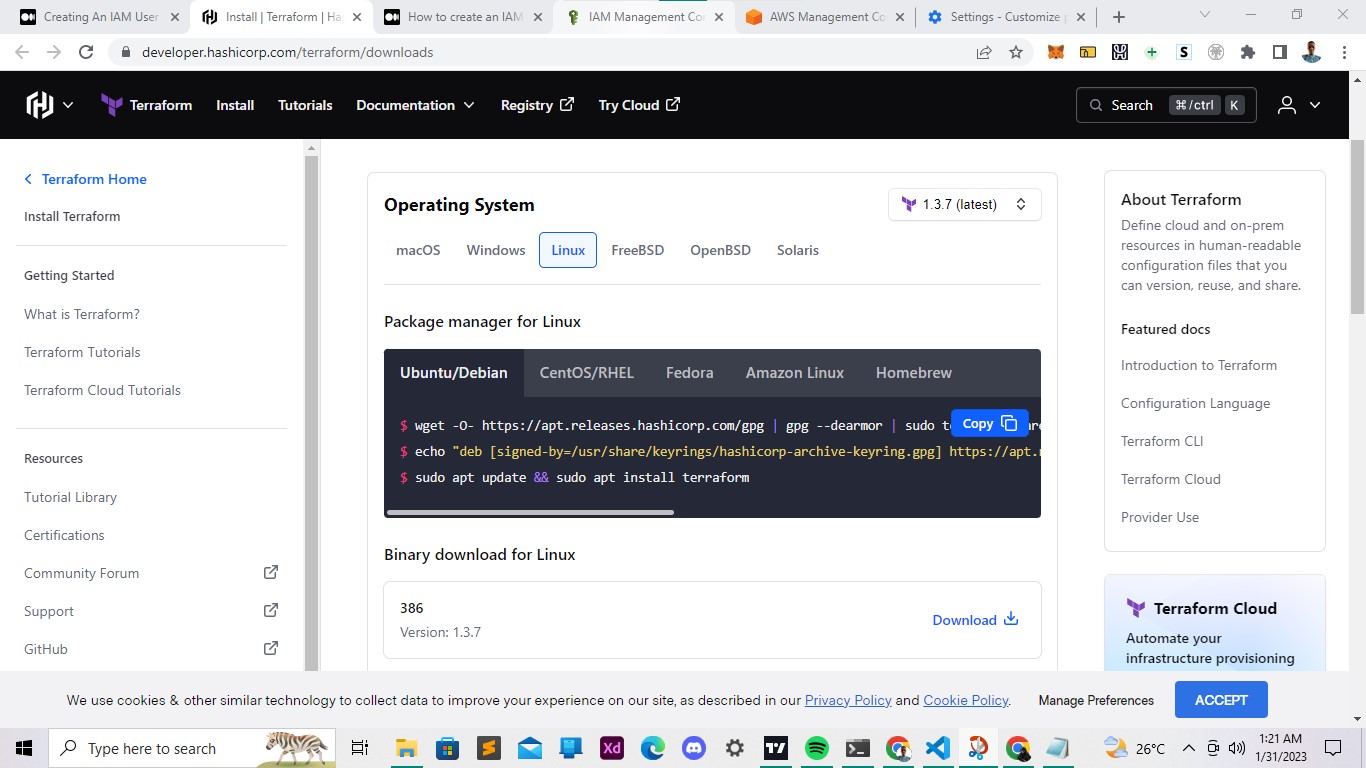 Creating An IAM User
Install | Terraform | Ha
How to create an IAM
IAM Management Co
AWS Management Co
Settings - Customize
developer.hashicorp.com/terraform/downloads
Terraform
Install
Tutorials
Documentation
Registry
Try Cloud
Search
⌘/ctrl
K
Terraform Home
Install Terraform
Getting Started
What is Terraform?
Terraform Tutorials
Terraform Cloud Tutorials
Resources
Tutorial Library
Certifications
Community Forum
Support
GitHub
Operating System
1.3.7 (latest)
macOS
Windows
Linux
FreeBSD
OpenBSD
Solaris
Package manager for Linux
Ubuntu/Debian
CentOS/RHEL
Fedora
Amazon Linux
Homebrew
Copy
$ wget -O- https://apt.releases.hashicorp.com/gpg | gpg --dearmor | sudo
$ echo "deb [signed-by=/usr/share/keyrings/hashicorp-archive-keyring.gpg] https://apt.
$ sudo apt update && sudo apt install terraform
Binary download for Linux
386
Version: 1.3.7
Download
About Terraform
Define cloud and on-prem
resources in human-readable
configuration files that you
can version, reuse, and share.
Featured docs
Introduction to Terraform
Configuration Language
Terraform CLI
Terraform Cloud
Provider Use
Terraform Cloud
Automate your
infrastructure provisioning
We use cookies & other similar technology to collect data to improve your experience on our site, as described in our Privacy Policy and Cookie Policy.
Manage Preferences
ACCEPT
Type here to search
Xd
26°C
1:21 AM
1/31/2023